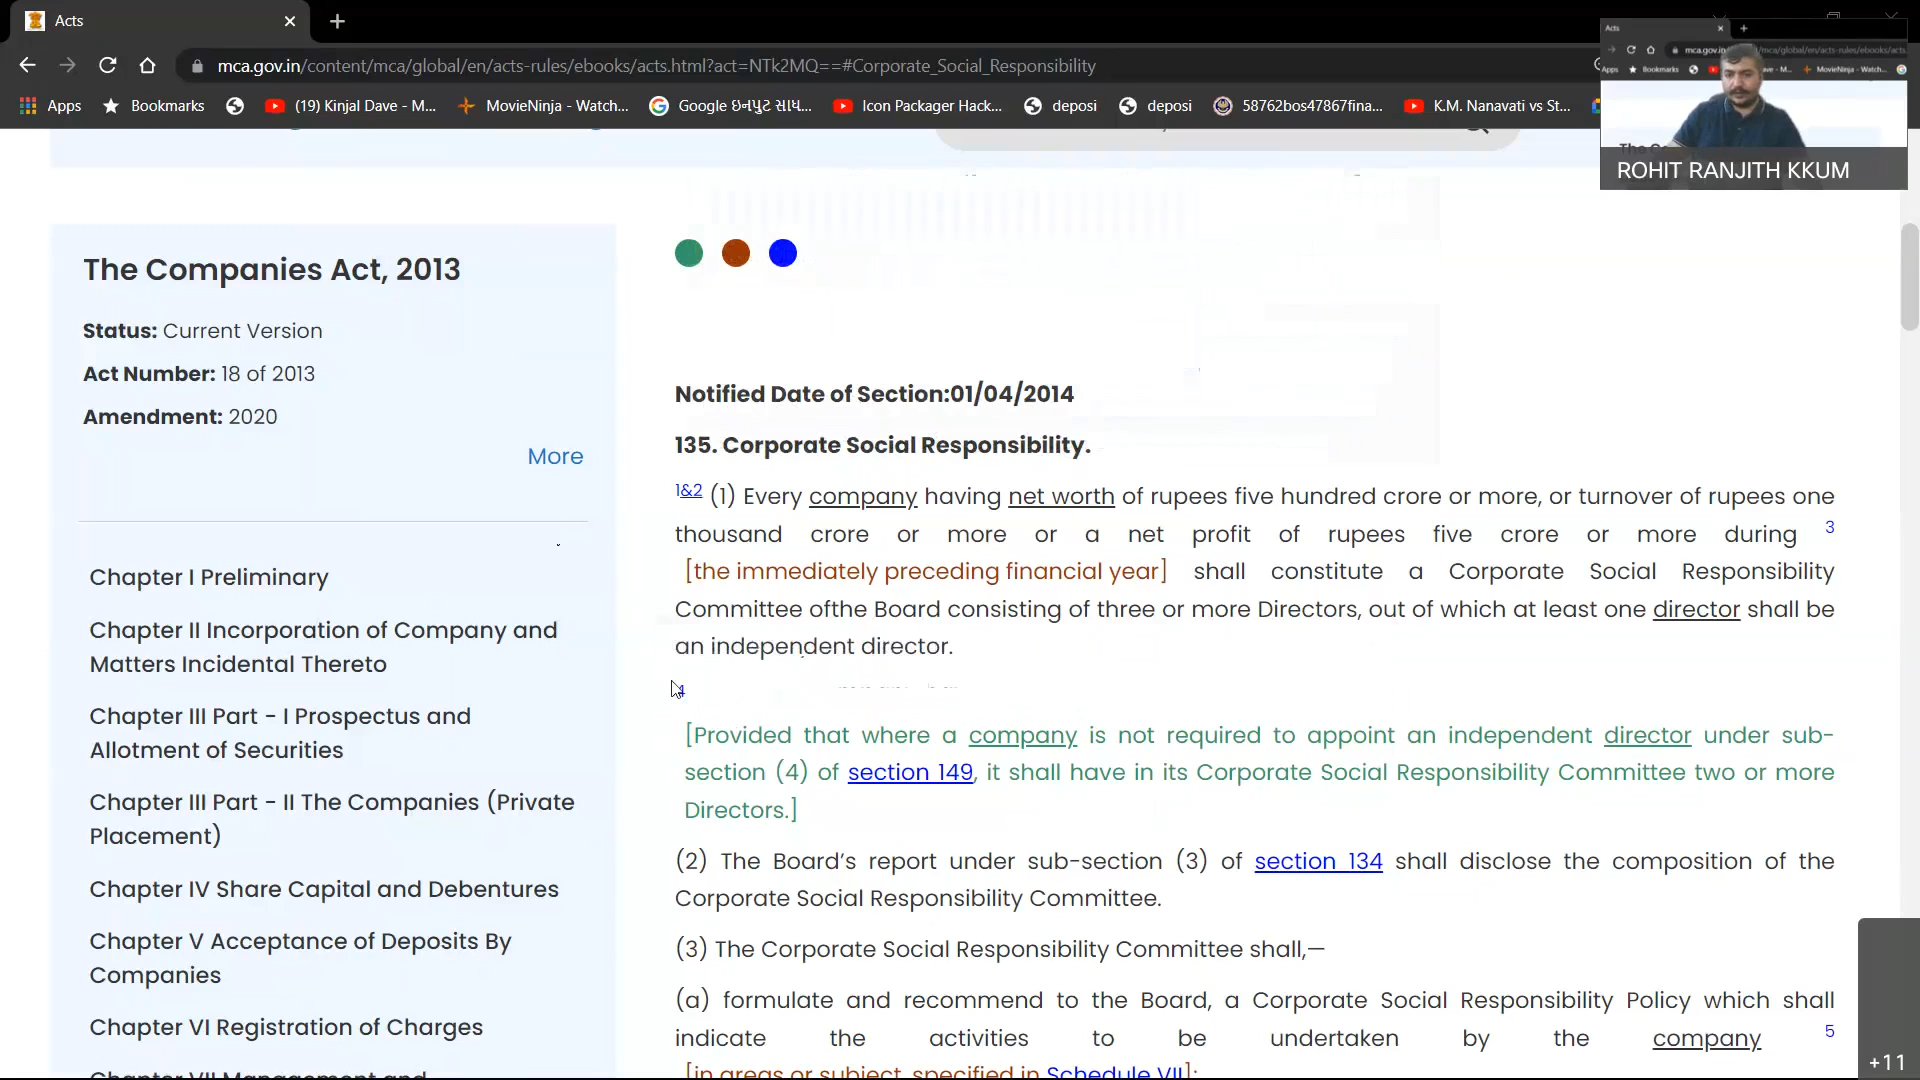 Acts
mca.gov.in/content/mca/global/en/acts-rules/ebooks/acts.html?act=NTk2MQ==#Corporate_Social_Responsibility
Apps Bookmarks (19) Kinjal Dave - M... MovieNinja - Watch... Google ઇનપુટ સાધ... Icon Packager Hack... deposi deposi 58762bos47867fina... K.M. Nanavati vs St...
ROHIT RANJITH KKUM
The Companies Act, 2013
Status: Current Version
Act Number: 18 of 2013
Amendment: 2020
More
Chapter I Preliminary
Chapter II Incorporation of Company and
Matters Incidental Thereto
Chapter III Part - I Prospectus and
Allotment of Securities
Chapter III Part - II The Companies (Private
Placement)
Chapter IV Share Capital and Debentures
Chapter V Acceptance of Deposits By
Companies
Chapter VI Registration of Charges
Chapter VII Management and
Notified Date of Section:01/04/2014
135. Corporate Social Responsibility.
1&2 (1) Every company having net worth of rupees five hundred crore or more, or turnover of rupees one
thousand crore or more or a net profit of rupees five crore or more during 3
[the immediately preceding financial year] shall constitute a Corporate Social Responsibility
Committee ofthe Board consisting of three or more Directors, out of which at least one director shall be
an independent director.
4
[Provided that where a company is not required to appoint an independent director under sub-
section (4) of section 149, it shall have in its Corporate Social Responsibility Committee two or more
Directors.]
(2) The Board's report under sub-section (3) of section 134 shall disclose the composition of the
Corporate Social Responsibility Committee.
(3) The Corporate Social Responsibility Committee shall,—
(a) formulate and recommend to the Board, a Corporate Social Responsibility Policy which shall
indicate the activities to be undertaken by the company 5
[in areas or subject, specified in Schedule VII];
+11